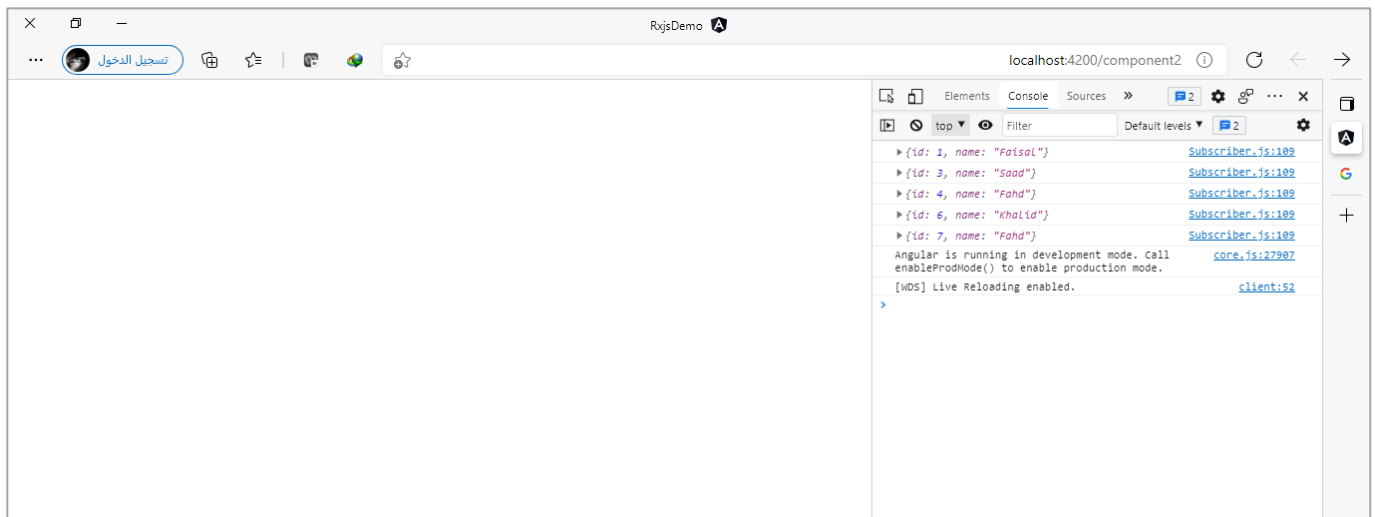 RxjsDemo
تسجيل الدخول
localhost:4200/component2
Elements Console Sources » 2
top ▼ Filter Default levels ▼ 2
▶{id: 1, name: "Faisal"} Subscriber.js:109
▶{id: 3, name: "Saad"} Subscriber.js:109
▶{id: 4, name: "Fahd"} Subscriber.js:109
▶{id: 6, name: "Khalid"} Subscriber.js:109
▶{id: 7, name: "Fahd"} Subscriber.js:109
Angular is running in development mode. Call core.js:27907
enableProdMode() to enable production mode.
[WDS] Live Reloading enabled. client:52
>